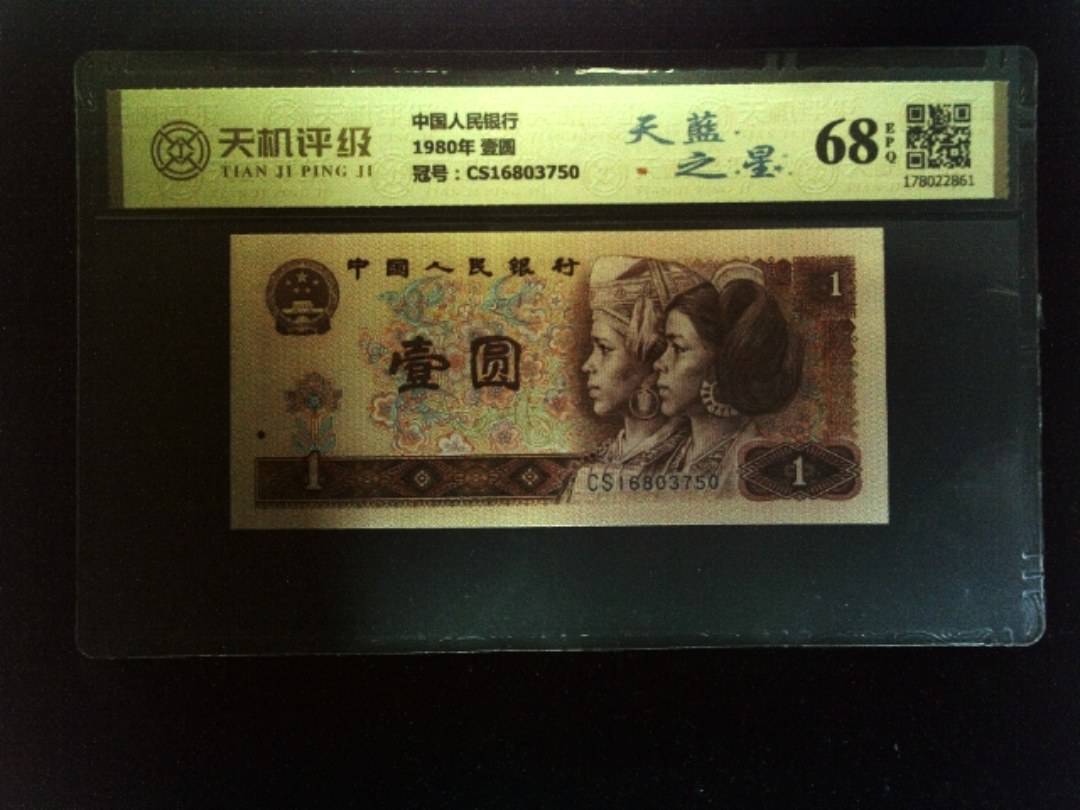 天机评级
TIAN JI PING JI
中国人民银行
1980年 壹圆
冠号：CS16803750
天藍
之星
68
EPQ
178022861
中国人民银行
壹圆
1
1
CS16803750
1